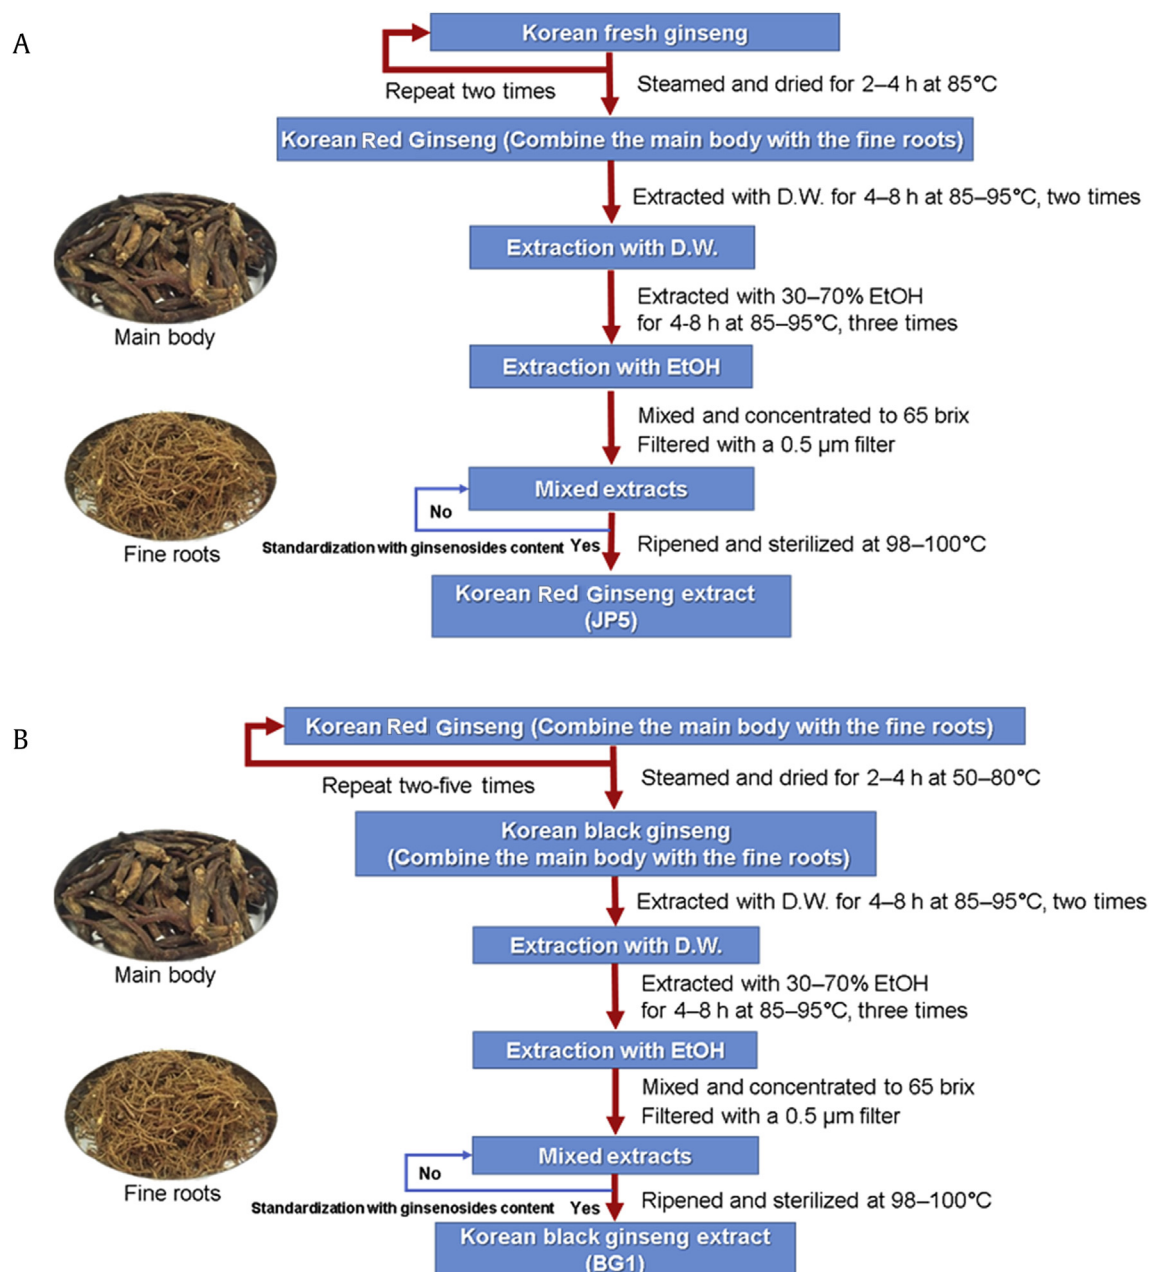 A
Korean fresh ginseng
Repeat two times
Steamed and dried for 2–4 h at 85°C
Korean Red Ginseng (Combine the main body with the fine roots)
Extracted with D.W. for 4–8 h at 85–95°C, two times
Main body
Extraction with D.W.
Extracted with 30–70% EtOH
for 4-8 h at 85–95°C, three times
Extraction with EtOH
Mixed and concentrated to 65 brix
Filtered with a 0.5 µm filter
Fine roots
Mixed extracts
No
Standardization with ginsenosides content Yes
Ripened and sterilized at 98–100°C
Korean Red Ginseng extract
(JP5)
B
Korean Red Ginseng (Combine the main body with the fine roots)
Repeat two-five times
Steamed and dried for 2–4 h at 50–80°C
Korean black ginseng
(Combine the main body with the fine roots)
Extracted with D.W. for 4–8 h at 85–95°C, two times
Main body
Extraction with D.W.
Extracted with 30–70% EtOH
for 4–8 h at 85–95°C, three times
Extraction with EtOH
Mixed and concentrated to 65 brix
Filtered with a 0.5 µm filter
Fine roots
Mixed extracts
No
Standardization with ginsenosides content Yes
Ripened and sterilized at 98–100°C
Korean black ginseng extract
(BG1)